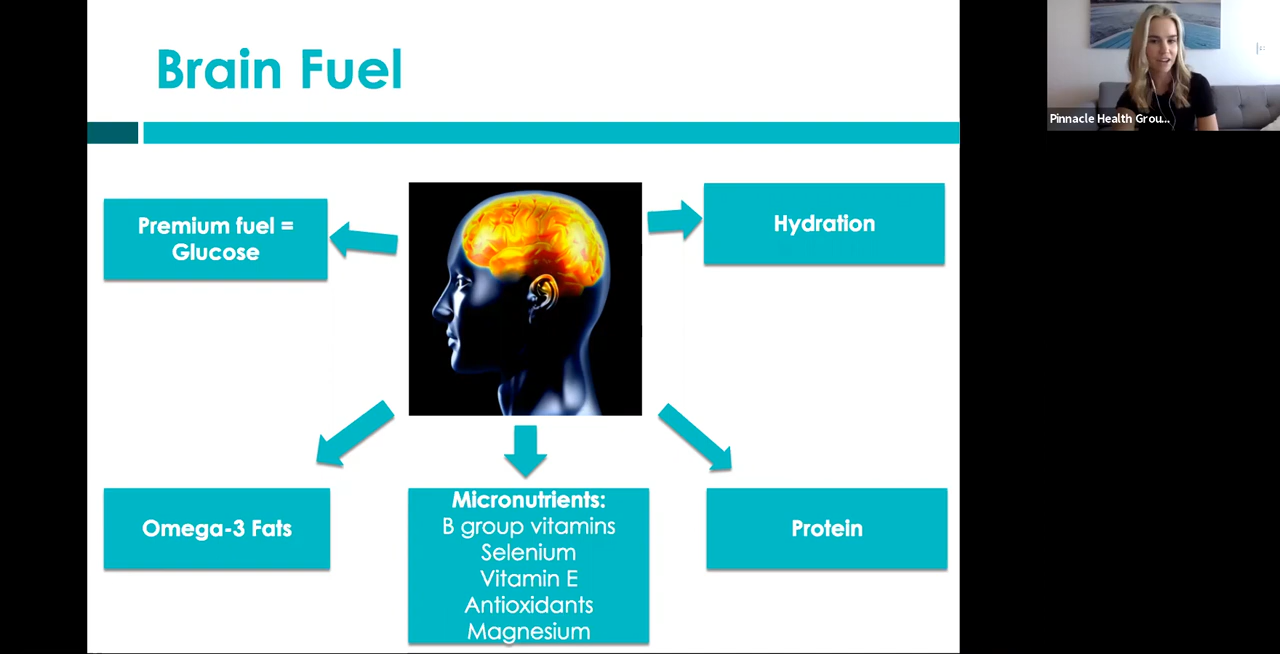 Brain Fuel
Pinnacle Health Grou...
Premium fuel =
Glucose
Hydration
Omega-3 Fats
Micronutrients:
B group vitamins
Selenium
Vitamin E
Antioxidants
Magnesium
Protein